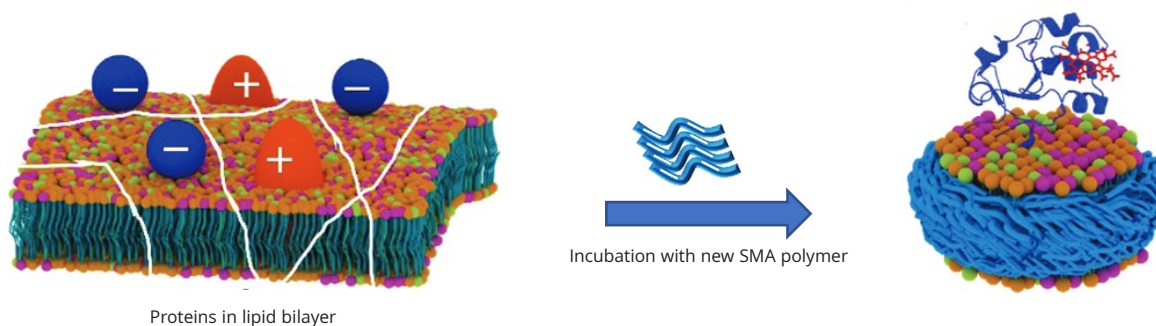 − + −
− +
Incubation with new SMA polymer
Proteins in lipid bilayer